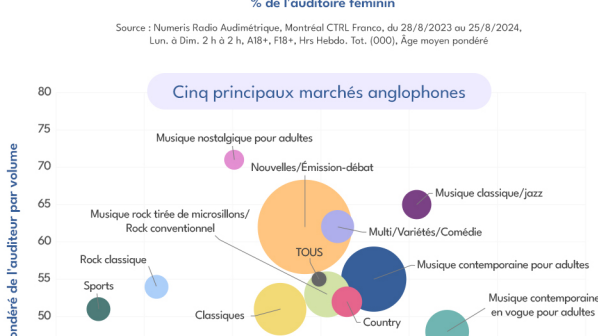 % de l'auditoire féminin
Source : Numeris Radio Audimétrique, Montréal CTRL Franco, du 28/8/2023 au 25/8/2024,
Lun. à Dim. 2 h à 2 h, A18+, F18+, Hrs Hebdo. Tot. (000), Âge moyen pondéré
Cinq principaux marchés anglophones
80
75
Musique nostalgique pour adultes
70
Nouvelles/Émission-débat
65
Musique classique/jazz
Musique rock tirée de microsillons/
Rock conventionnel
Multi/Variétés/Comédie
60
TOUS
Rock classique
Musique contemporaine pour adultes
55
Sports
Musique contemporaine
en vogue pour adultes
50
Classiques
Country
ondéré de l'auditeur par volume